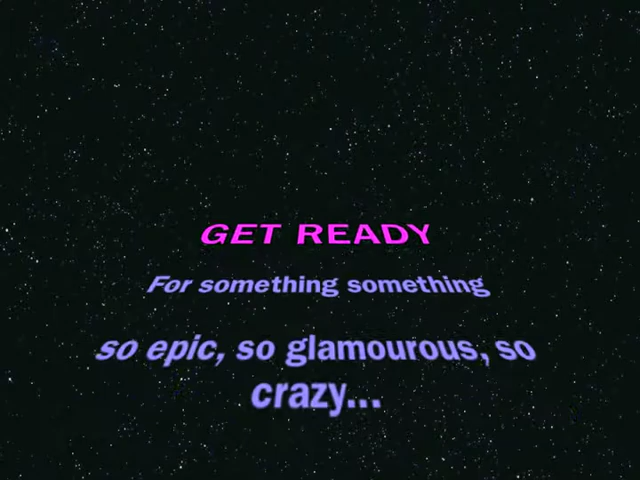 GET READY
For something something
so epic, so glamourous, so
crazy...